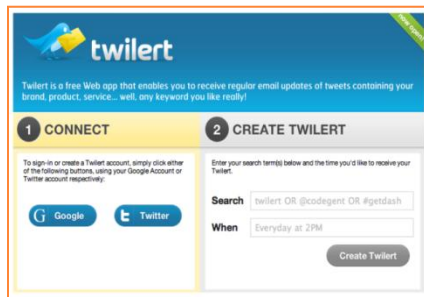 now open!
twilert
Twilert is a free Web app that enables you to receive regular email updates of tweets containing your
brand, product, service... well, any keyword you like really!
1 CONNECT
To sign-in or create a Twilert account, simply click either
of the following buttons, using your Google Account or
Twitter account respectively:
G Google
t Twitter
2 CREATE TWILERT
Enter your search term(s) below and the time you'd like to receive your
Twilert.
Search twilert OR @codegent OR #getdash
When Everyday at 2PM
Create Twilert